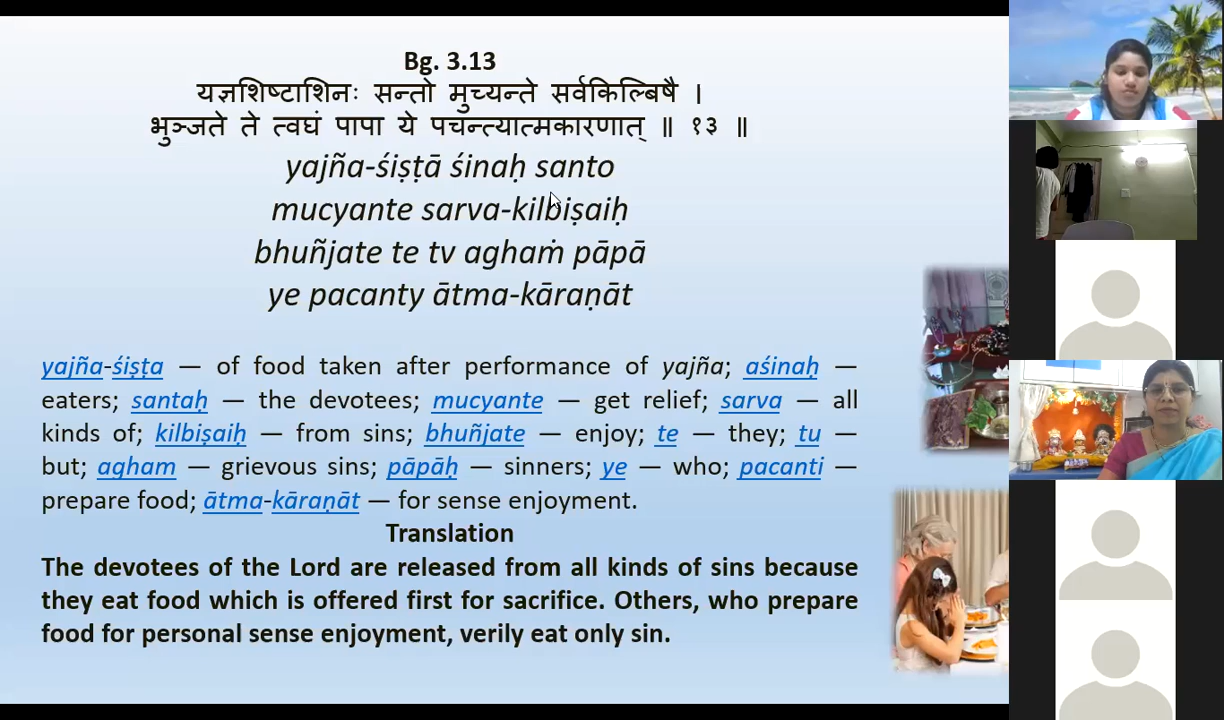 Bg. 3.13
यज्ञशिष्टाशिनः सन्तो मुच्यन्ते सर्वकिल्बिषै ।
भुञ्जते ते त्वघं पापा ये पचन्त्यात्मकारणात् ॥ १३ ॥
yajña-śiṣṭā śinaḥ santo
mucyante sarva-kilbiṣaiḥ
bhuñjate te tv aghaṁ pāpā
ye pacanty ātma-kāraṇāt
yajña-śiṣṭa — of food taken after performance of yajña; aśinaḥ —
eaters; santaḥ — the devotees; mucyante — get relief; sarva — all
kinds of; kilbiṣaiḥ — from sins; bhuñjate — enjoy; te — they; tu —
but; agham — grievous sins; pāpāḥ — sinners; ye — who; pacanti —
prepare food; ātma-kāraṇāt — for sense enjoyment.
Translation
The devotees of the Lord are released from all kinds of sins because
they eat food which is offered first for sacrifice. Others, who prepare
food for personal sense enjoyment, verily eat only sin.